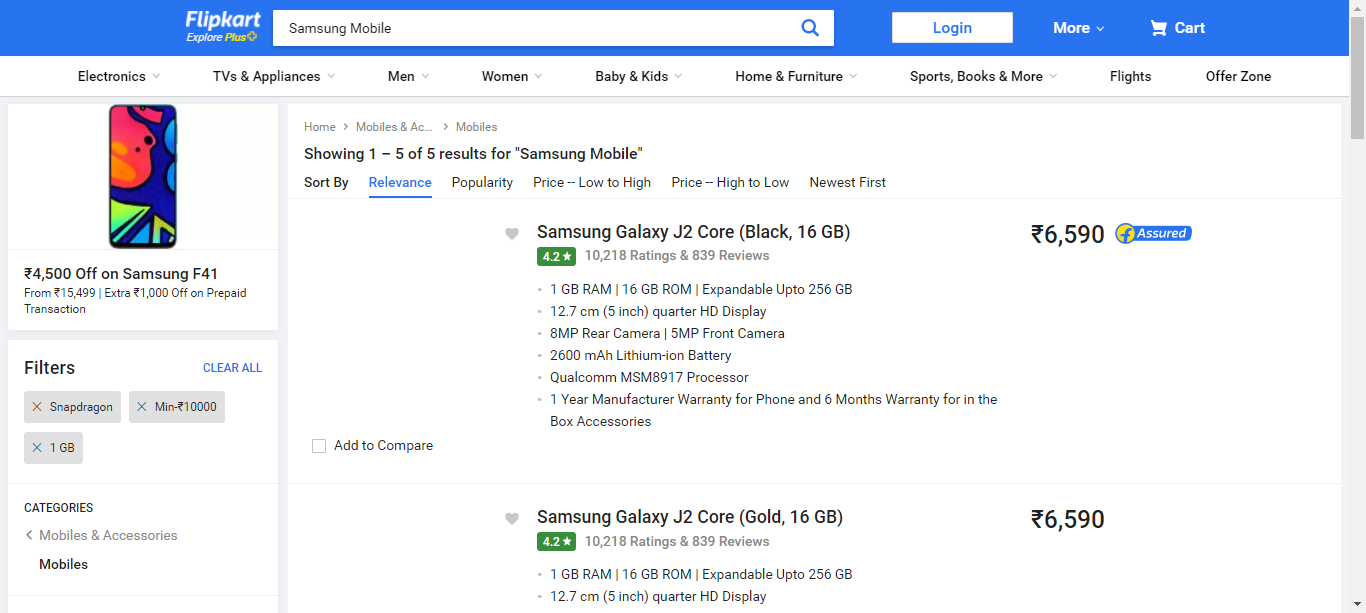 Flipkart
Explore Plus
Samsung Mobile
Login
More
Cart
Electronics
TVs & Appliances
Men
Women
Baby & Kids
Home & Furniture
Sports, Books & More
Flights
Offer Zone
₹4,500 Off on Samsung F41
From ₹15,499 | Extra ₹1,000 Off on Prepaid
Transaction
Filters
CLEAR ALL
Snapdragon
Min-₹10000
1 GB
CATEGORIES
Mobiles & Accessories
Mobiles
Home > Mobiles & Ac... > Mobiles
Showing 1 – 5 of 5 results for "Samsung Mobile"
Sort By Relevance Popularity Price -- Low to High Price -- High to Low Newest First
Samsung Galaxy J2 Core (Black, 16 GB)
4.2★ 10,218 Ratings & 839 Reviews
1 GB RAM | 16 GB ROM | Expandable Upto 256 GB
12.7 cm (5 inch) quarter HD Display
8MP Rear Camera | 5MP Front Camera
2600 mAh Lithium-ion Battery
Qualcomm MSM8917 Processor
1 Year Manufacturer Warranty for Phone and 6 Months Warranty for in the
Box Accessories
₹6,590
Assured
Add to Compare
Samsung Galaxy J2 Core (Gold, 16 GB)
4.2★ 10,218 Ratings & 839 Reviews
1 GB RAM | 16 GB ROM | Expandable Upto 256 GB
12.7 cm (5 inch) quarter HD Display
₹6,590